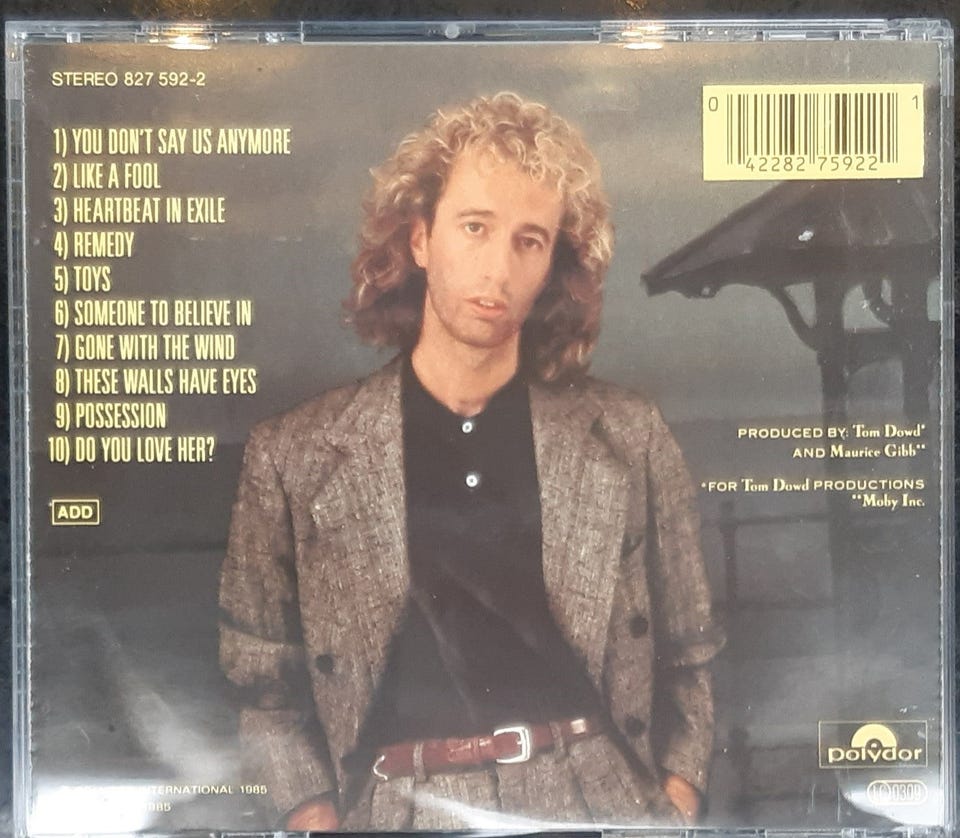 STEREO 827 592-2
0 42282 75922 1
1) YOU DON'T SAY US ANYMORE
2) LIKE A FOOL
3) HEARTBEAT IN EXILE
4) REMEDY
5) TOYS
6) SOMEONE TO BELIEVE IN
7) GONE WITH THE WIND
8) THESE WALLS HAVE EYES
9) POSSESSION
10) DO YOU LOVE HER?
ADD
PRODUCED BY: Tom Dowd*
AND Maurice Gibb**
*FOR Tom Dowd PRODUCTIONS
**Moby Inc.
polydor
LC 0309
INTERNATIONAL 1985
1985